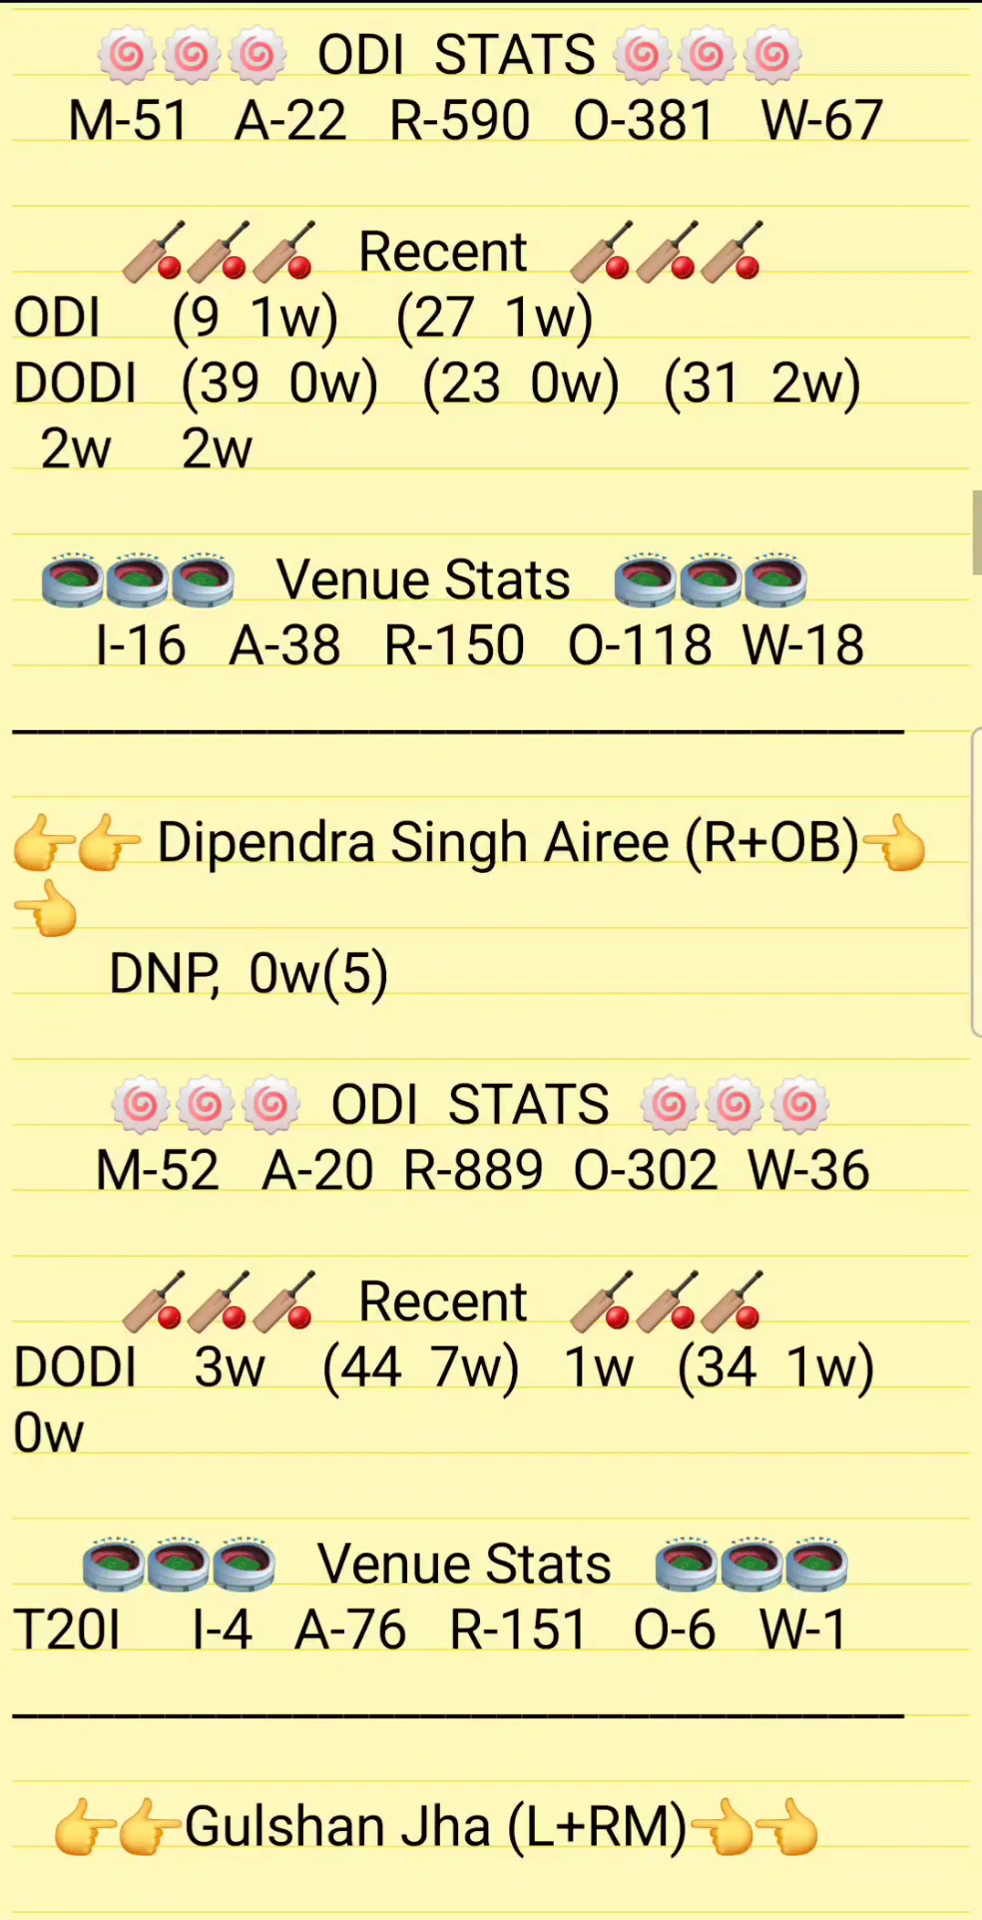 🍥🍥🍥 ODI STATS 🍥🍥🍥
M-51 A-22 R-590 O-381 W-67
🏏🏏🏏 Recent 🏏🏏🏏
ODI (9 1w) (27 1w)
DODI (39 0w) (23 0w) (31 2w)
2w 2w
🏟🏟🏟 Venue Stats 🏟🏟🏟
I-16 A-38 R-150 O-118 W-18
👉👉 Dipendra Singh Airee (R+OB)👈
👈
DNP, 0w(5)
🍥🍥🍥 ODI STATS 🍥🍥🍥
M-52 A-20 R-889 O-302 W-36
🏏🏏🏏 Recent 🏏🏏🏏
DODI 3w (44 7w) 1w (34 1w)
0w
🏟🏟🏟 Venue Stats 🏟🏟🏟
T20I I-4 A-76 R-151 O-6 W-1
👉👉Gulshan Jha (L+RM)👈👈